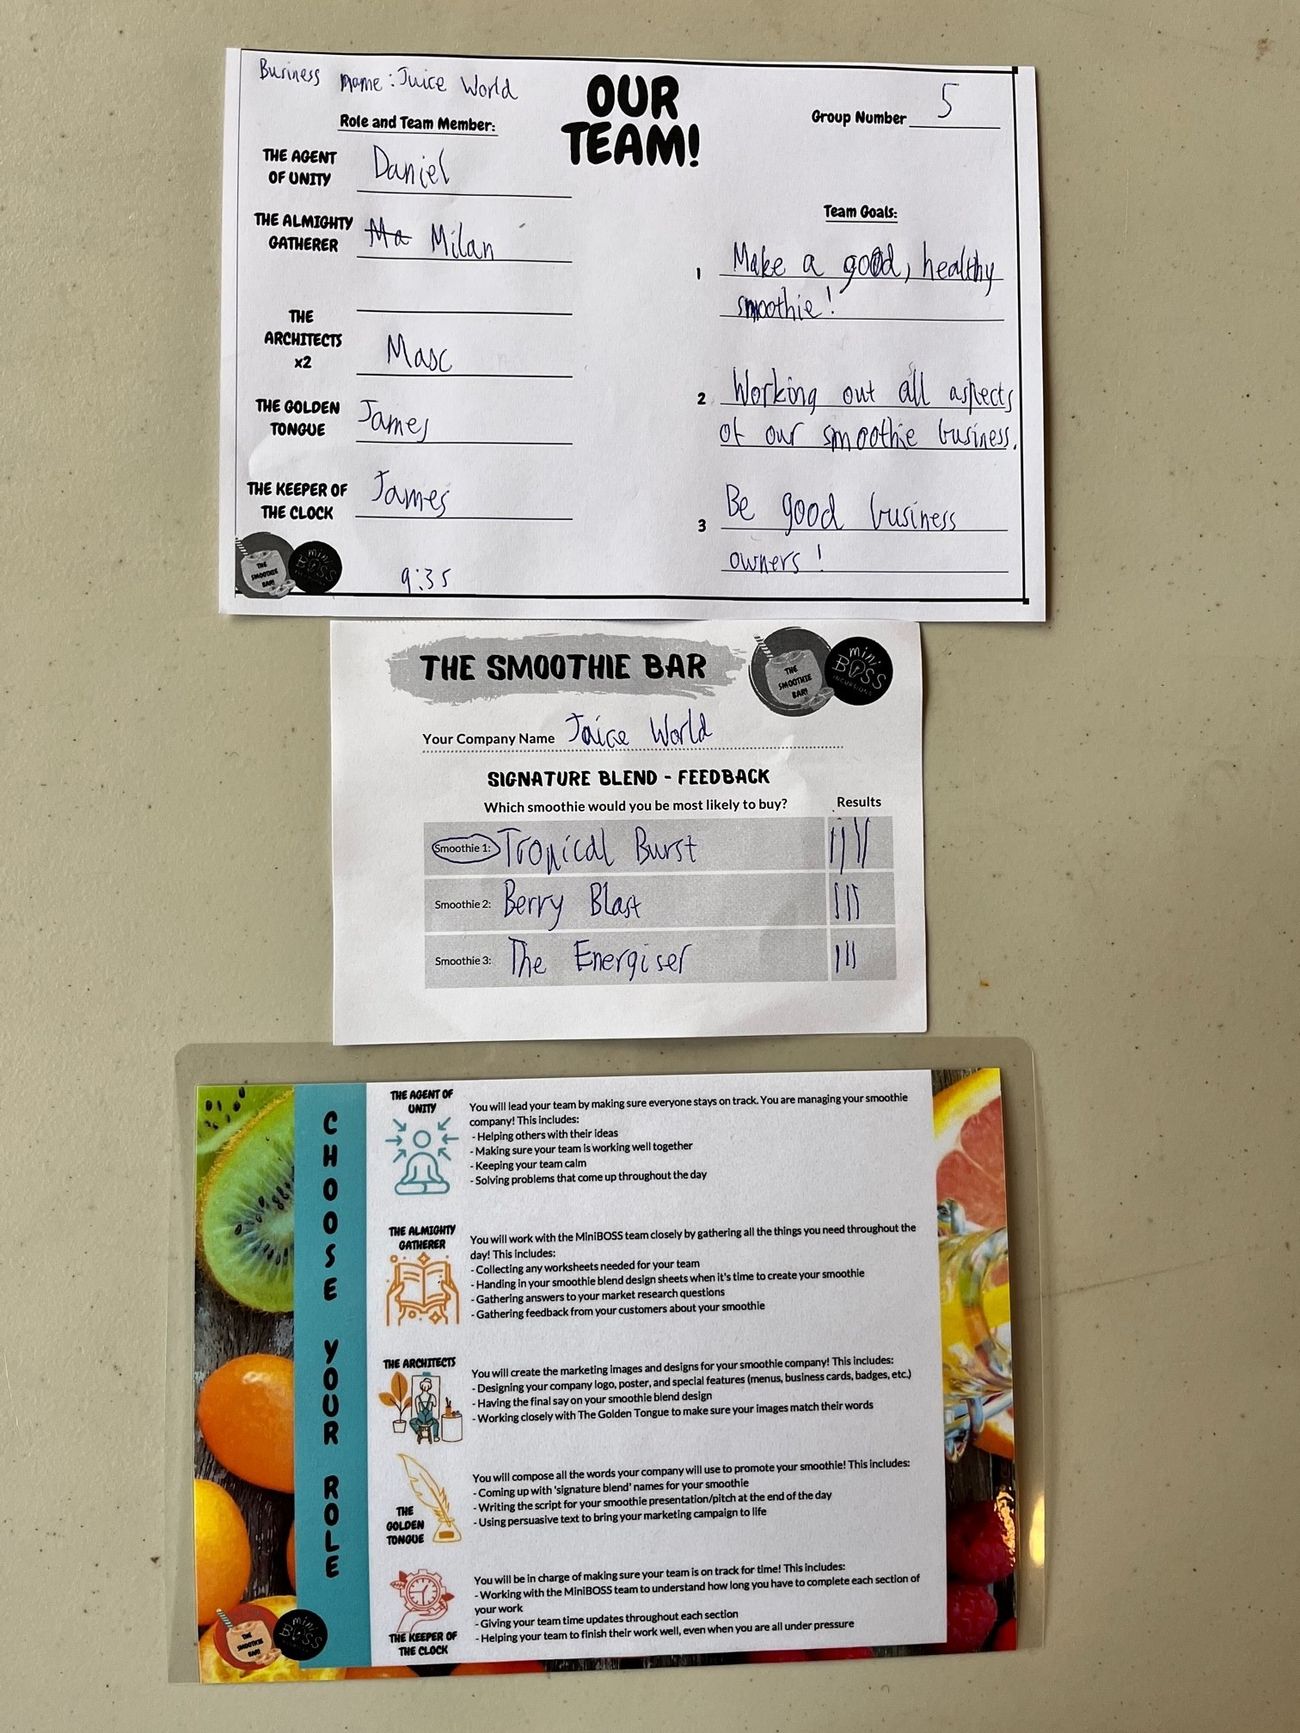 Business name: Juice World
OUR
TEAM!
Group Number 5
Role and Team Member:
THE AGENT
OF UNITY
Daniel
THE ALMIGHTY
GATHERER
Ma Milan
THE
ARCHITECTS
x2
Masc
THE GOLDEN
TONGUE
James
THE KEEPER OF
THE CLOCK
James
9:35
Team Goals:
1 Make a good, healthy
smoothie!
2 Working out all aspects
of our smoothie business.
3 Be good business
owners!
THE
SMOOTHIE
BAR!
mini
BOSS
THE SMOOTHIE BAR
THE
SMOOTHIE
BAR!
mini
BOSS
INCURSIONS
Your Company Name Juice World
SIGNATURE BLEND - FEEDBACK
Which smoothie would you be most likely to buy? Results
Smoothie 1: Tropical Burst ||||
Smoothie 2: Berry Blast |||
Smoothie 3: The Energiser |||
CHOOSE YOUR ROLE
THE AGENT OF
UNITY
You will lead your team by making sure everyone stays on track. You are managing your smoothie
company! This includes:
- Helping others with their ideas
- Making sure your team is working well together
- Keeping your team calm
- Solving problems that come up throughout the day
THE ALMIGHTY
GATHERER
You will work with the MiniBOSS team closely by gathering all the things you need throughout the
day! This includes:
- Collecting any worksheets needed for your team
- Handing in your smoothie blend design sheets when it's time to create your smoothie
- Gathering answers to your market research questions
- Gathering feedback from your customers about your smoothie
THE ARCHITECTS
You will create the marketing images and designs for your smoothie company! This includes:
- Designing your company logo, poster, and special features (menus, business cards, badges, etc.)
- Having the final say on your smoothie blend design
- Working closely with The Golden Tongue to make sure your images match their words
THE
GOLDEN
TONGUE
You will compose all the words your company will use to promote your smoothie! This includes:
- Coming up with 'signature blend' names for your smoothie
- Writing the script for your smoothie presentation/pitch at the end of the day
- Using persuasive text to bring your marketing campaign to life
THE KEEPER OF
THE CLOCK
You will be in charge of making sure your team is on track for time! This includes:
- Working with the MiniBOSS team to understand how long you have to complete each section of
your work
- Giving your team time updates throughout each section
- Helping your team to finish their work well, even when you are all under pressure
THE
SMOOTHIE
BAR!
mini
BOSS